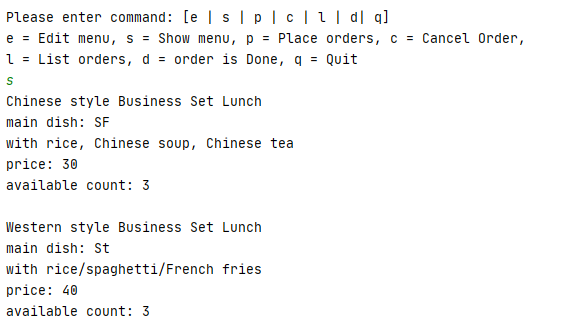 Please enter command: [e | s | p | c | l | d| q]
e = Edit menu, s = Show menu, p = Place orders, c = Cancel Order,
l = List orders, d = order is Done, q = Quit
s
Chinese style Business Set Lunch
main dish: SF
with rice, Chinese soup, Chinese tea
price: 30
available count: 3

Western style Business Set Lunch
main dish: St
with rice/spaghetti/French fries
price: 40
available count: 3